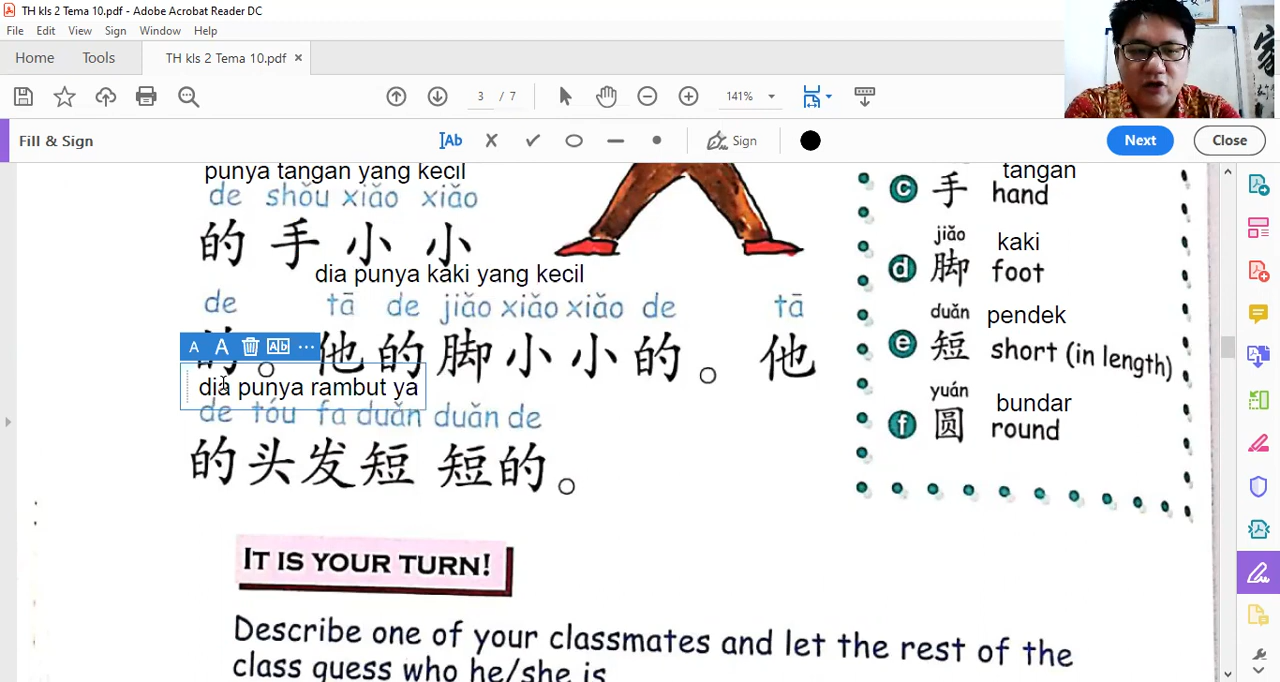 TH kls 2 Tema 10.pdf - Adobe Acrobat Reader DC
File Edit View Sign Window Help
Home Tools TH kls 2 Tema 10.pdf ×
3 / 7 141%
Fill & Sign
Ab Sign Next Close
punya tangan yang kecil
de shǒu xiǎo xiǎo
的 手 小 小
dia punya kaki yang kecil
de tā de jiǎo xiǎo xiǎo de tā
的。他的脚小小的。他
A A Ab ...
dia punya rambut ya
de tóu fa duǎn duǎn de
的头发短 短的。
tangan
c 手 hand
jiǎo kaki
d 脚 foot
duǎn pendek
e 短 short (in length)
yuán bundar
f 圆 round
IT IS YOUR TURN!
Describe one of your classmates and let the rest of the
class guess who he/she is